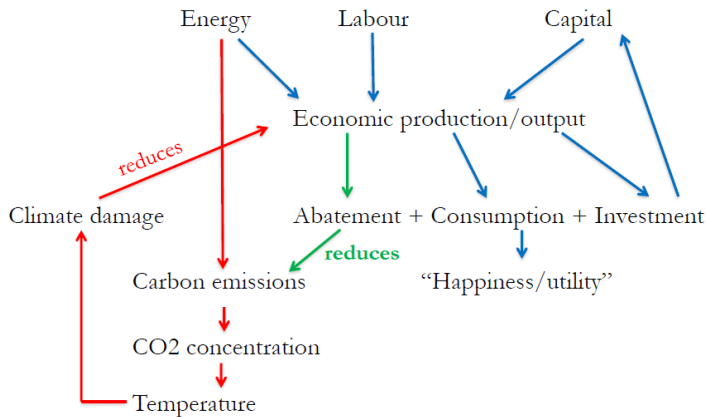 Energy Labour Capital
Economic production/output
reduces
Climate damage Abatement + Consumption + Investment
reduces
Carbon emissions “Happiness/utility”
CO2 concentration
Temperature